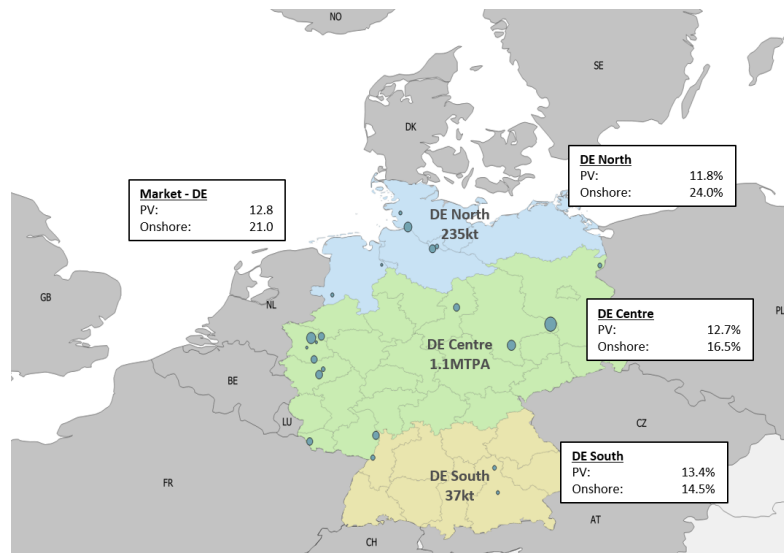 NO
SE
DK
DE North
PV: 11.8%
Onshore: 24.0%
Market - DE
PV: 12.8
Onshore: 21.0
DE North
235kt
GB
NL
DE Centre
PV: 12.7%
Onshore: 16.5%
PL
DE Centre
1.1MTPA
BE
LU
CZ
DE South
PV: 13.4%
Onshore: 14.5%
DE South
37kt
FR
AT
CH